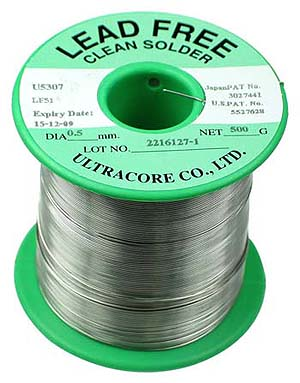 LEAD FREE
CLEAN SOLDER
U5307
LF51
JapanPAT No.
3027441
Expiry Date:
15-12-09
U.S.PAT. No.
5527628
DIA 0.5 mm.
NET 500 G
LOT NO. 2216127-1
ULTRACORE CO., LTD.